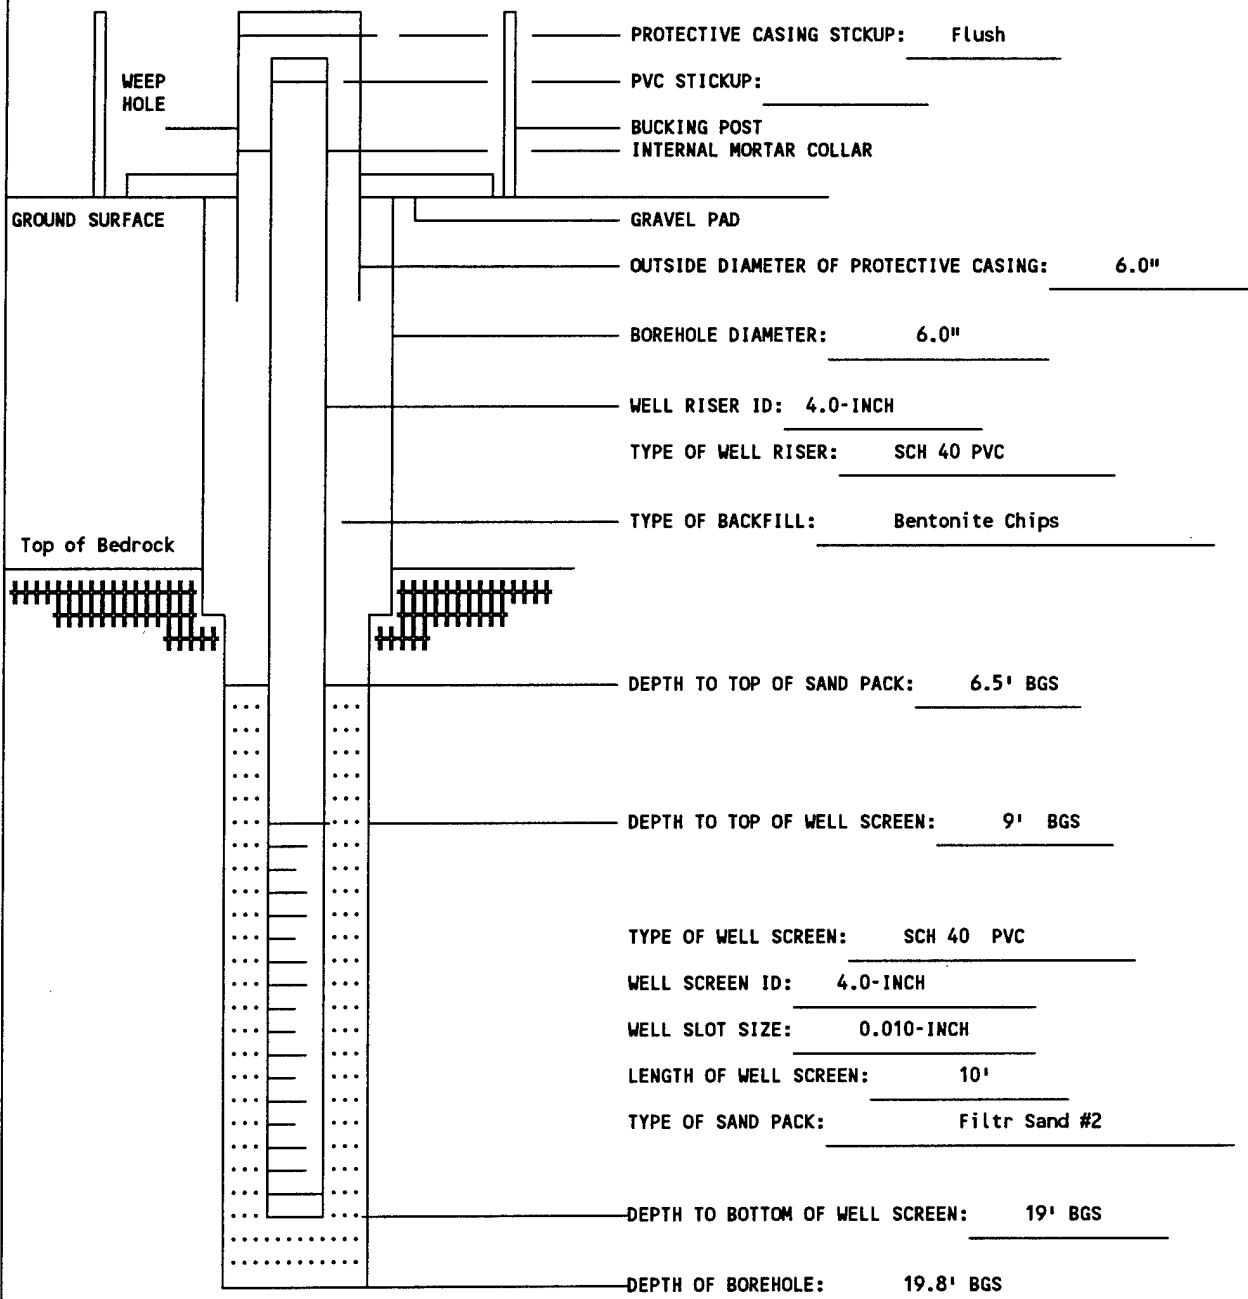 PROTECTIVE CASING STCKUP: Flush
WEEP
HOLE
PVC STICKUP:
BUCKING POST
INTERNAL MORTAR COLLAR
GROUND SURFACE
GRAVEL PAD
OUTSIDE DIAMETER OF PROTECTIVE CASING: 6.0"
BOREHOLE DIAMETER: 6.0"
WELL RISER ID: 4.0-INCH
TYPE OF WELL RISER: SCH 40 PVC
TYPE OF BACKFILL: Bentonite Chips
Top of Bedrock
DEPTH TO TOP OF SAND PACK: 6.5' BGS
DEPTH TO TOP OF WELL SCREEN: 9' BGS
TYPE OF WELL SCREEN: SCH 40 PVC
WELL SCREEN ID: 4.0-INCH
WELL SLOT SIZE: 0.010-INCH
LENGTH OF WELL SCREEN: 10'
TYPE OF SAND PACK: Filtr Sand #2
DEPTH TO BOTTOM OF WELL SCREEN: 19' BGS
DEPTH OF BOREHOLE: 19.8' BGS